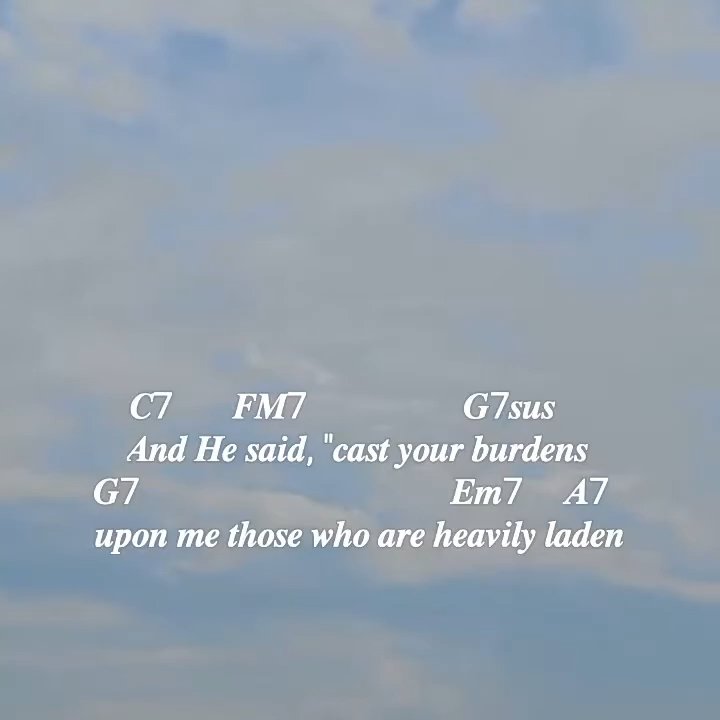 C7 FM7 G7sus
And He said, "cast your burdens
G7 Em7 A7
upon me those who are heavily laden